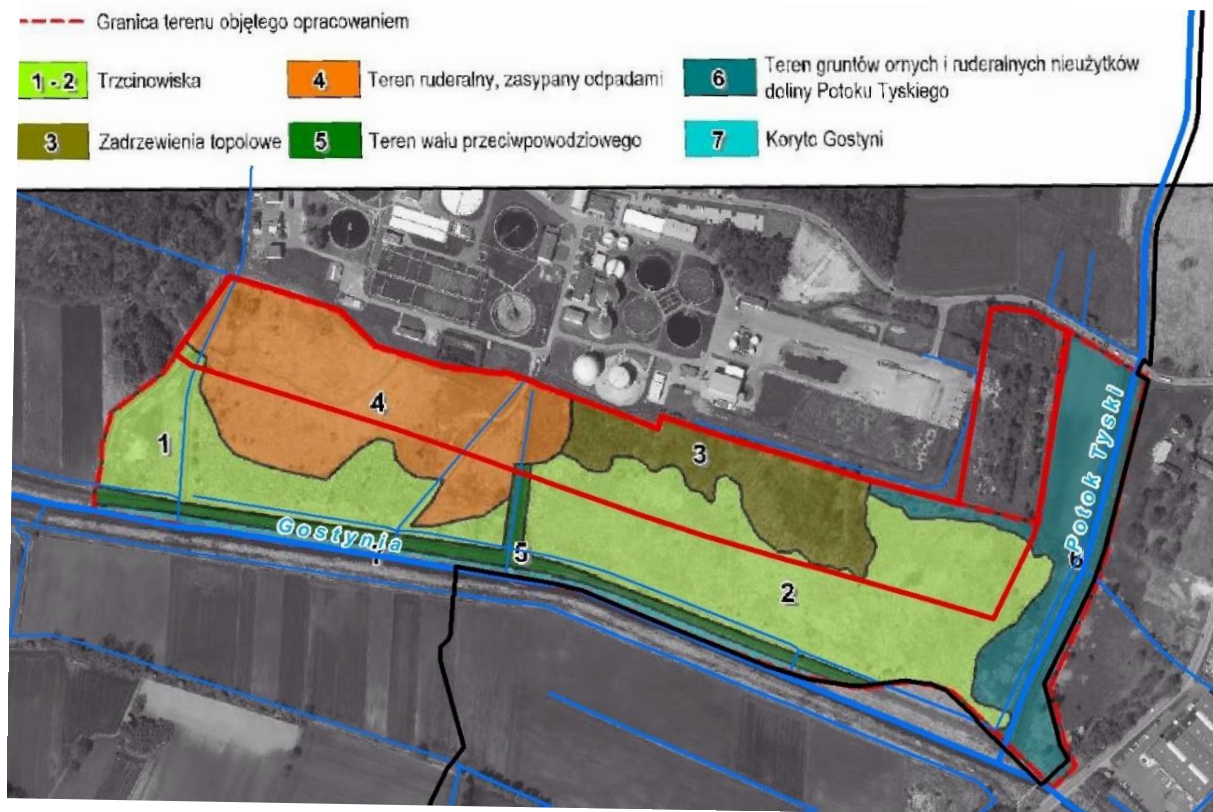 Granica terenu objętego opracowaniem
1 - 2 Trzcinowiska
4 Teren ruderalny, zasypany odpadami
6 Teren gruntów ornych i ruderalnych nieużytków
doliny Potoku Tyskiego
3 Zadrzewienia topolowe
5 Teren wału przeciwpowodziowego
7 Koryto Gostyni
4
1
3
Potok Tyski
Gostynia
5
6
2